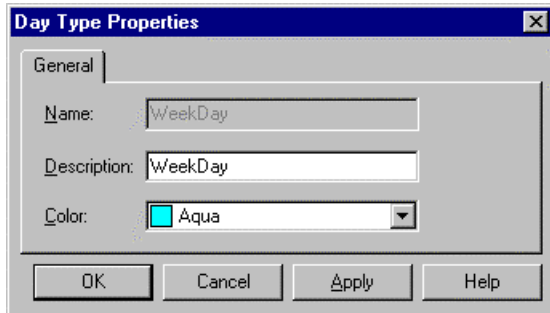 Day Type Properties
General
Name: WeekDay
Description: WeekDay
Color: Aqua
OK Cancel Apply Help